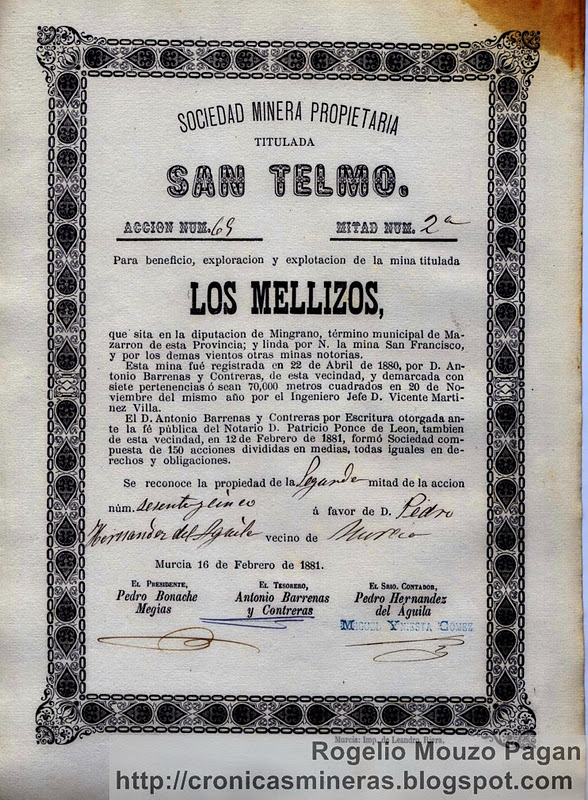 SOCIEDAD MINERA PROPIETARIA
TITULADA
SAN TELMO.
ACCION NUM. 65 MITAD NUM. 2ª
Para beneficio, exploracion y explotacion de la mina titulada
LOS MELLIZOS,
que sita en la diputacion de Mingrano, término municipal de Ma-
zarron de esta Provincia; y linda por N. la mina San Francisco,
y por los demas vientos otras minas notorias.
Esta mina fué registrada en 22 de Abril de 1880, por D. An-
tonio Barrenas y Contreras, de esta vecindad, y demarcada con
siete pertenencias ó sean 70,000 metros cuadrados en 20 de No-
viembre del mismo año por el Ingeniero Jefe D. Vicente Marti-
nez Villa.
El D. Antonio Barrenas y Contreras por Escritura otorgada an-
te la fé pública del Notario D. Patricio Ponce de Leon, tambien
de esta vecindad, en 12 de Febrero de 1881, formó Sociedad com-
puesta de 150 acciones divididas en medias, todas iguales en de-
rechos y obligaciones.
Se reconoce la propiedad de la Segunda mitad de la accion
núm. sesenta y cinco á favor de D. Pedro
Hernandez del Aguila vecino de Murcia
Murcia 16 de Febrero de 1881.
EL PRESIDENTE, EL TESORERO, EL SRIO. CONTADOR,
Pedro Bonache Antonio Barrenas Pedro Hernandez
Megias y Contreras del Aguila
MIGUEL YNIESTA GOMEZ
Murcia: Imp. de Leandro Riera.
Rogelio Mouzo Pagan
http://cronicasmineras.blogspot.com